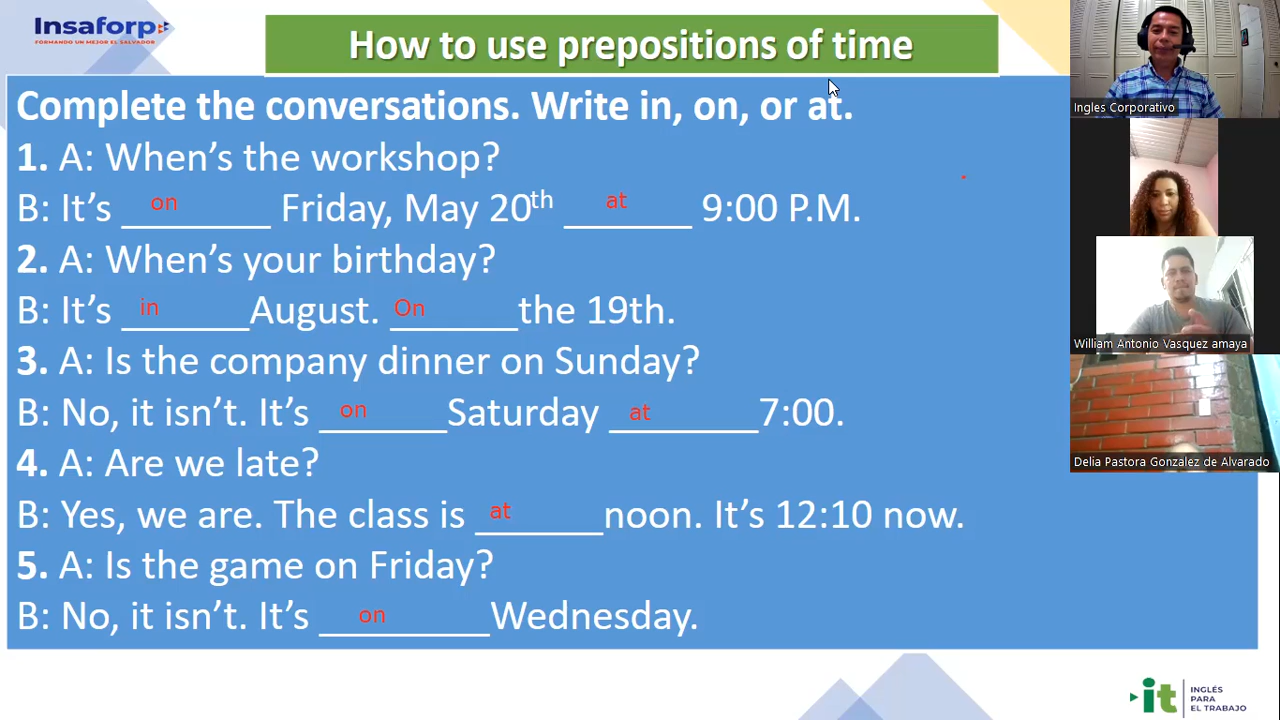 Insaforp
FORMANDO UN MEJOR EL SALVADOR
How to use prepositions of time
Complete the conversations. Write in, on, or at.
1. A: When's the workshop?
B: It's on Friday, May 20th at 9:00 P.M.
2. A: When's your birthday?
B: It's in August. On the 19th.
3. A: Is the company dinner on Sunday?
B: No, it isn't. It's on Saturday at 7:00.
4. A: Are we late?
B: Yes, we are. The class is at noon. It's 12:10 now.
5. A: Is the game on Friday?
B: No, it isn't. It's on Wednesday.
Ingles Corporativo
William Antonio Vasquez amaya
Delia Pastora Gonzalez de Alvarado
it
INGLÉS
PARA
EL TRABAJO